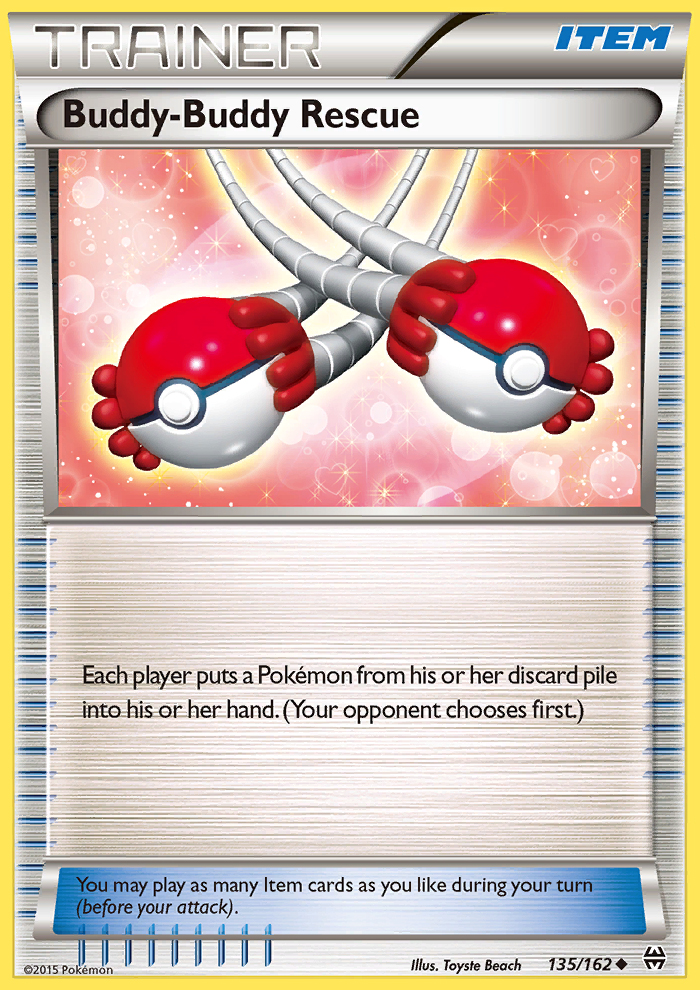 TRAINER
ITEM
Buddy-Buddy Rescue
Each player puts a Pokémon from his or her discard pile
into his or her hand. (Your opponent chooses first.)
You may play as many Item cards as you like during your turn
(before your attack).
©2015 Pokémon
Illus. Toyste Beach
135/162